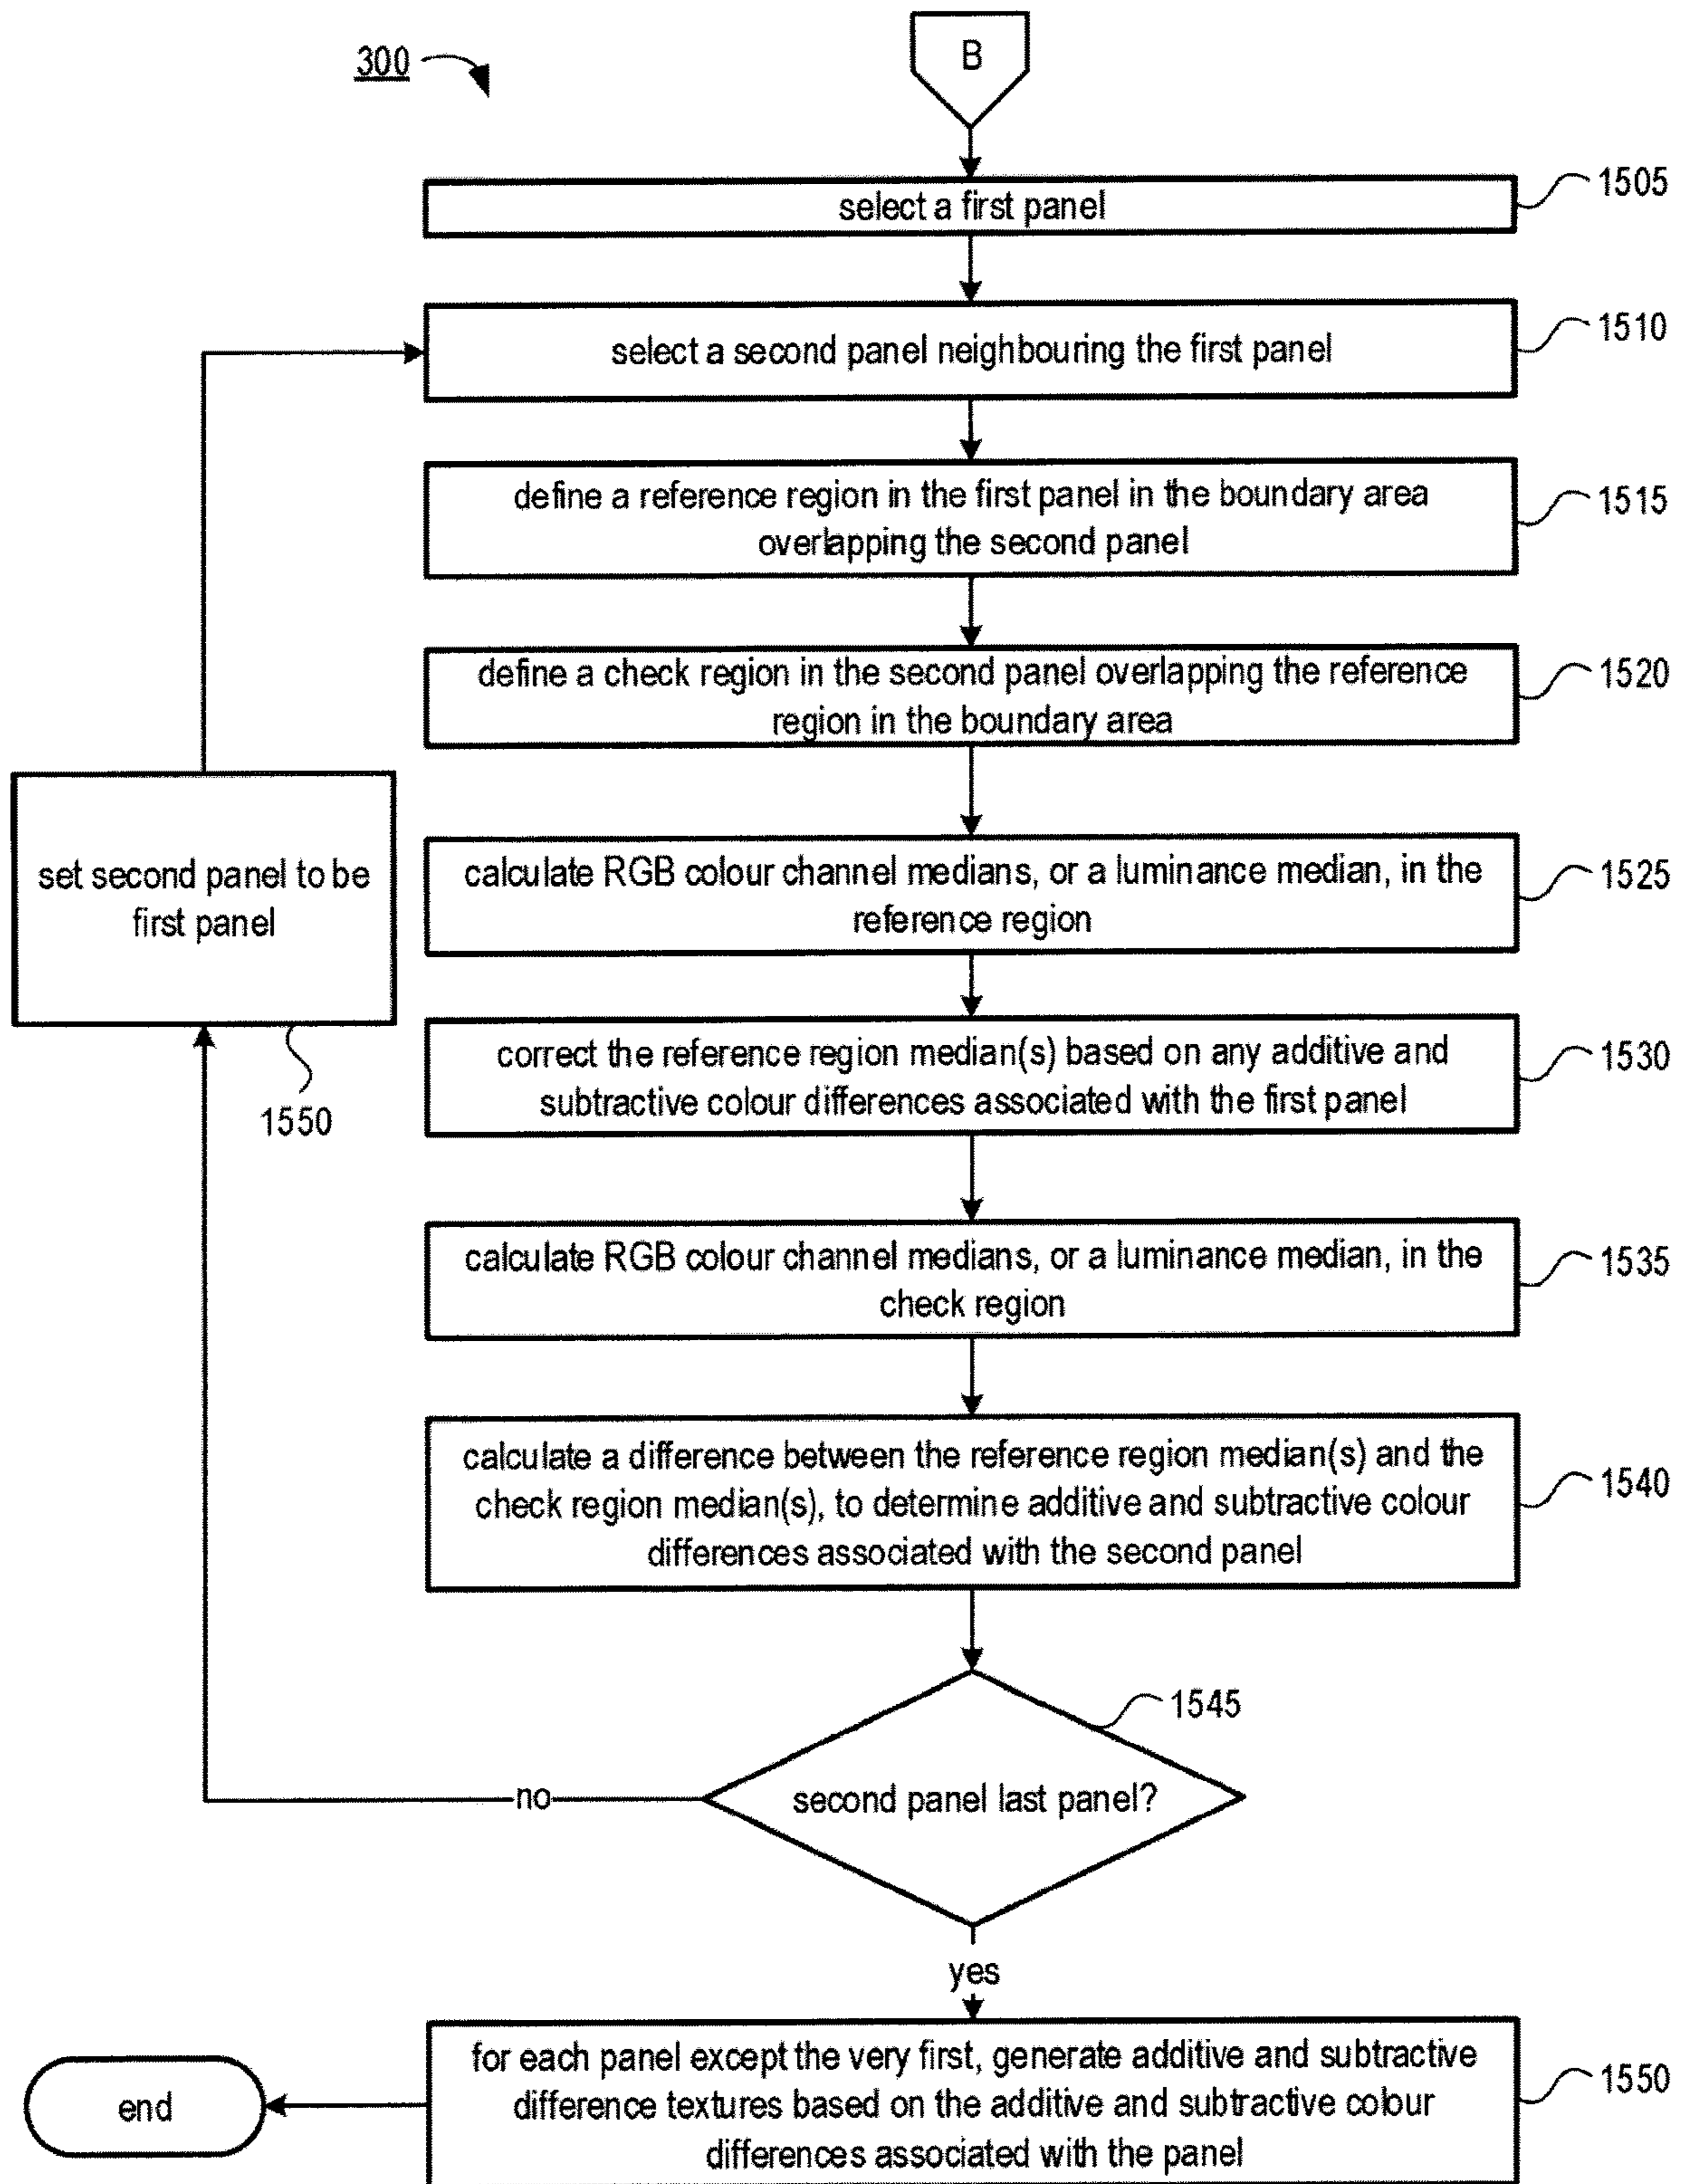 300
B
select a first panel
1505
select a second panel neighbouring the first panel
1510
define a reference region in the first panel in the boundary area
overlapping the second panel
1515
define a check region in the second panel overlapping the reference
region in the boundary area
1520
calculate RGB colour channel medians, or a luminance median, in the
reference region
1525
set second panel to be
first panel
1550
correct the reference region median(s) based on any additive and
subtractive colour differences associated with the first panel
1530
calculate RGB colour channel medians, or a luminance median, in the
check region
1535
calculate a difference between the reference region median(s) and the
check region median(s), to determine additive and subtractive colour
differences associated with the second panel
1540
1545
second panel last panel?
no
yes
for each panel except the very first, generate additive and subtractive
difference textures based on the additive and subtractive colour
differences associated with the panel
1550
end